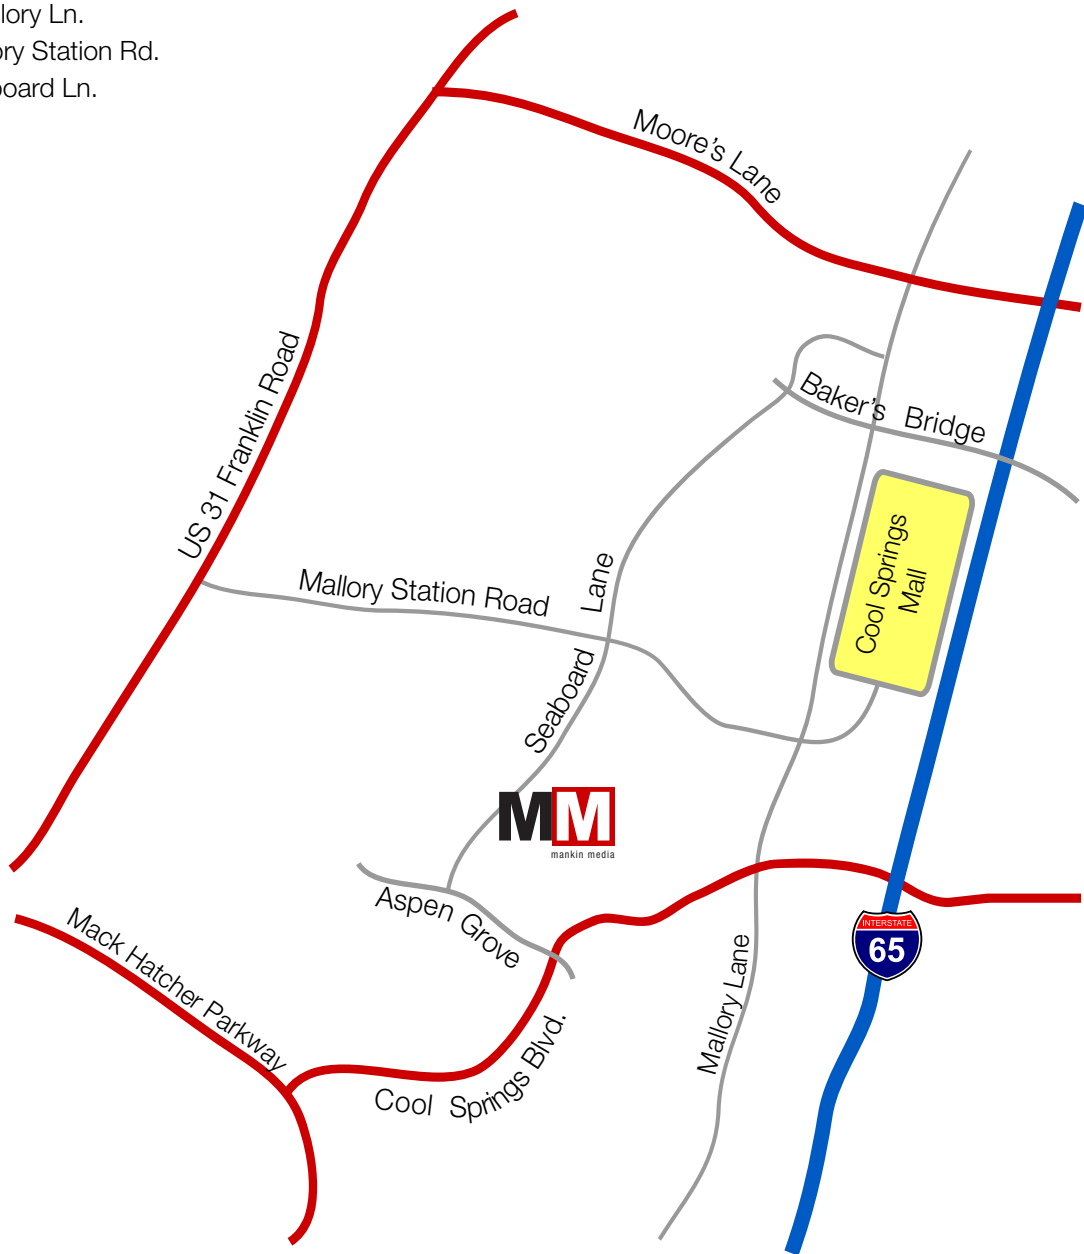 lory Ln.
ory Station Rd.
oard Ln.
Moore's Lane
US 31 Franklin Road
Baker's Bridge
Cool Springs
Mall
Mallory Station Road
Seaboard Lane
MM
mankin media
Aspen Grove
Mack Hatcher Parkway
INTERSTATE
65
Mallory Lane
Cool Springs Blvd.